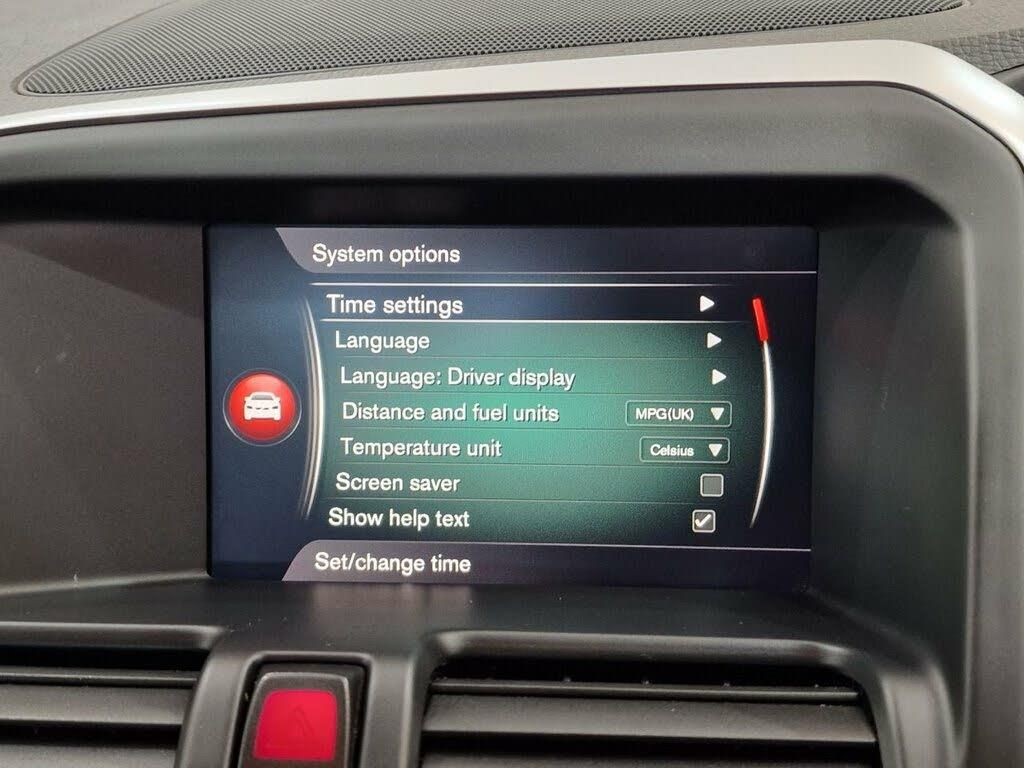 System options
Time settings
Language
Language: Driver display
Distance and fuel units MPG(UK)
Temperature unit Celsius
Screen saver
Show help text
Set/change time